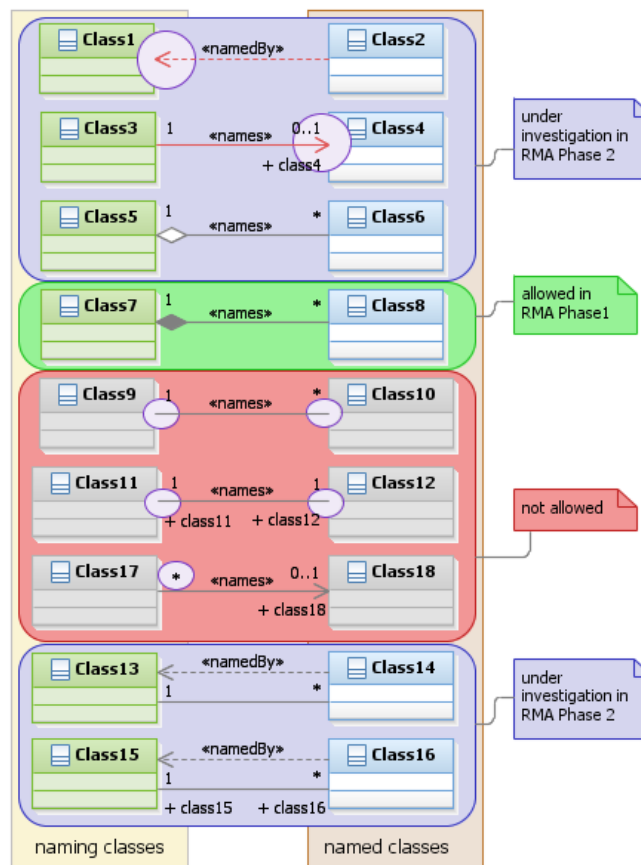 Class1
«namedBy»
Class2
Class3
1
«names»
0..1
+ class4
Class4
under
investigation in
RMA Phase 2
Class5
1
«names»
*
Class6
Class7
1
«names»
*
Class8
allowed in
RMA Phase1
Class9
1
«names»
*
Class10
Class11
1
+ class11
«names»
1
+ class12
Class12
not allowed
Class17
*
«names»
0..1
+ class18
Class18
Class13
«namedBy»
1
*
Class14
under
investigation in
RMA Phase 2
Class15
«namedBy»
1
*
Class16
+ class15
+ class16
naming classes
named classes